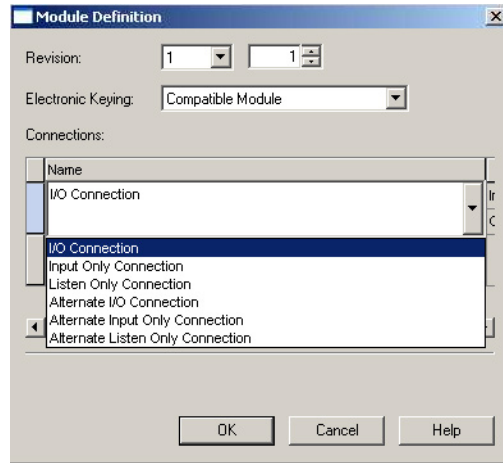 Module Definition
Revision: 1 1
Electronic Keying: Compatible Module
Connections:
Name
I/O Connection
I/O Connection
Input Only Connection
Listen Only Connection
Alternate I/O Connection
Alternate Input Only Connection
Alternate Listen Only Connection
OK Cancel Help